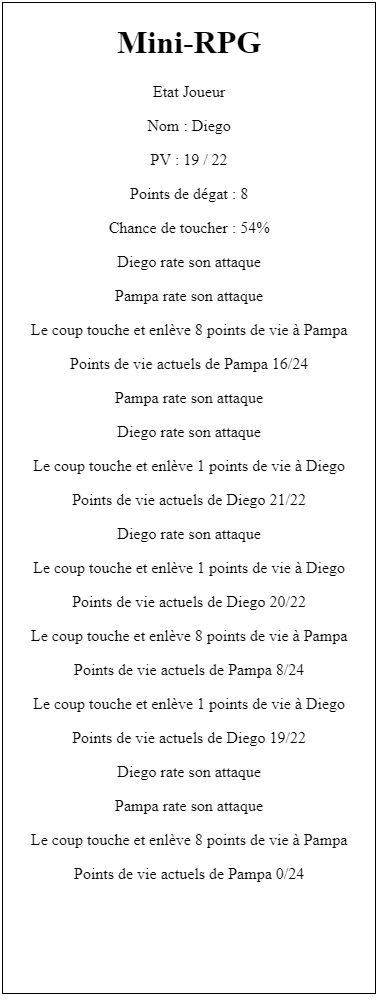 Mini-RPG
Etat Joueur
Nom : Diego
PV : 19 / 22
Points de dégat : 8
Chance de toucher : 54%
Diego rate son attaque
Pampa rate son attaque
Le coup touche et enlève 8 points de vie à Pampa
Points de vie actuels de Pampa 16/24
Pampa rate son attaque
Diego rate son attaque
Le coup touche et enlève 1 points de vie à Diego
Points de vie actuels de Diego 21/22
Diego rate son attaque
Le coup touche et enlève 1 points de vie à Diego
Points de vie actuels de Diego 20/22
Le coup touche et enlève 8 points de vie à Pampa
Points de vie actuels de Pampa 8/24
Le coup touche et enlève 1 points de vie à Diego
Points de vie actuels de Diego 19/22
Diego rate son attaque
Pampa rate son attaque
Le coup touche et enlève 8 points de vie à Pampa
Points de vie actuels de Pampa 0/24